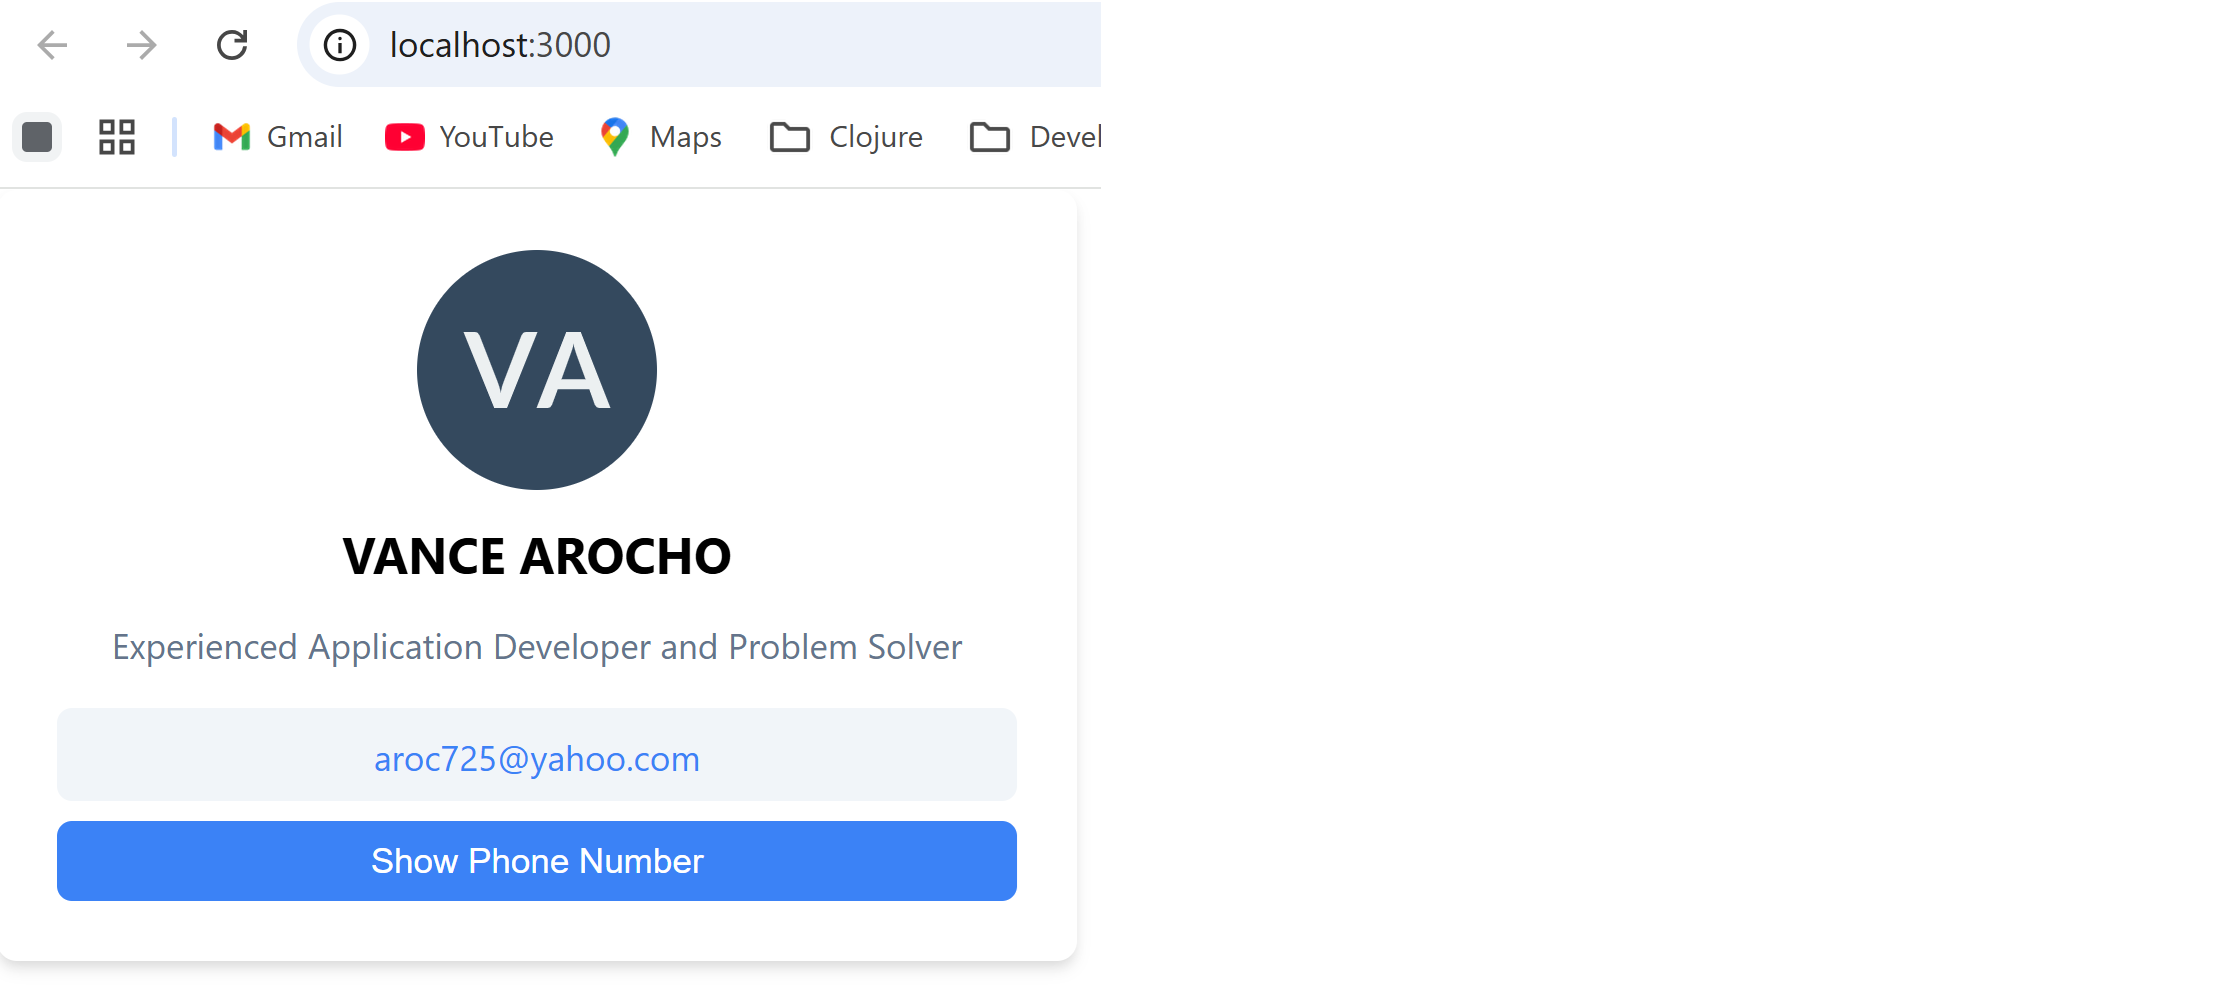 localhost:3000
Gmail YouTube Maps Clojure Devel
VA
VANCE AROCHO
Experienced Application Developer and Problem Solver
aroc725@yahoo.com
Show Phone Number